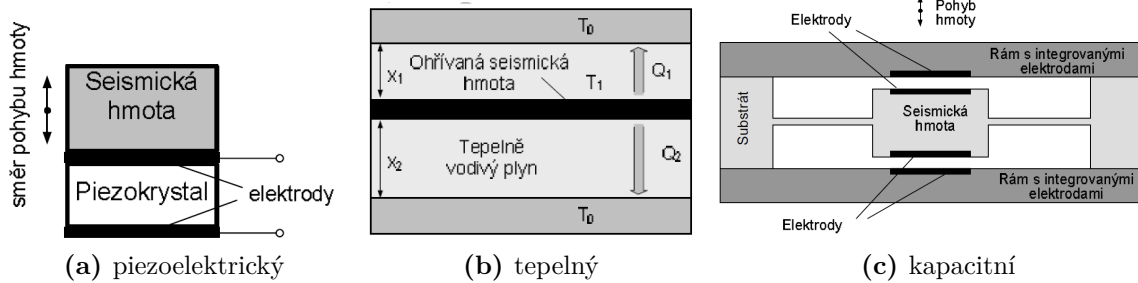 směr pohybu hmoty
Seismická
hmota
Piezokrystal
elektrody
(a) piezoelektrický
T0
X1
Ohřívaná seismická
hmota
T1
Q1
X2
Tepelně
vodivý plyn
Q2
T0
(b) tepelný
Pohyb
hmoty
Elektrody
Rám s integrovanými
elektrodami
Substrát
Seismická
hmota
Rám s integrovanými
elektrodami
Elektrody
(c) kapacitní